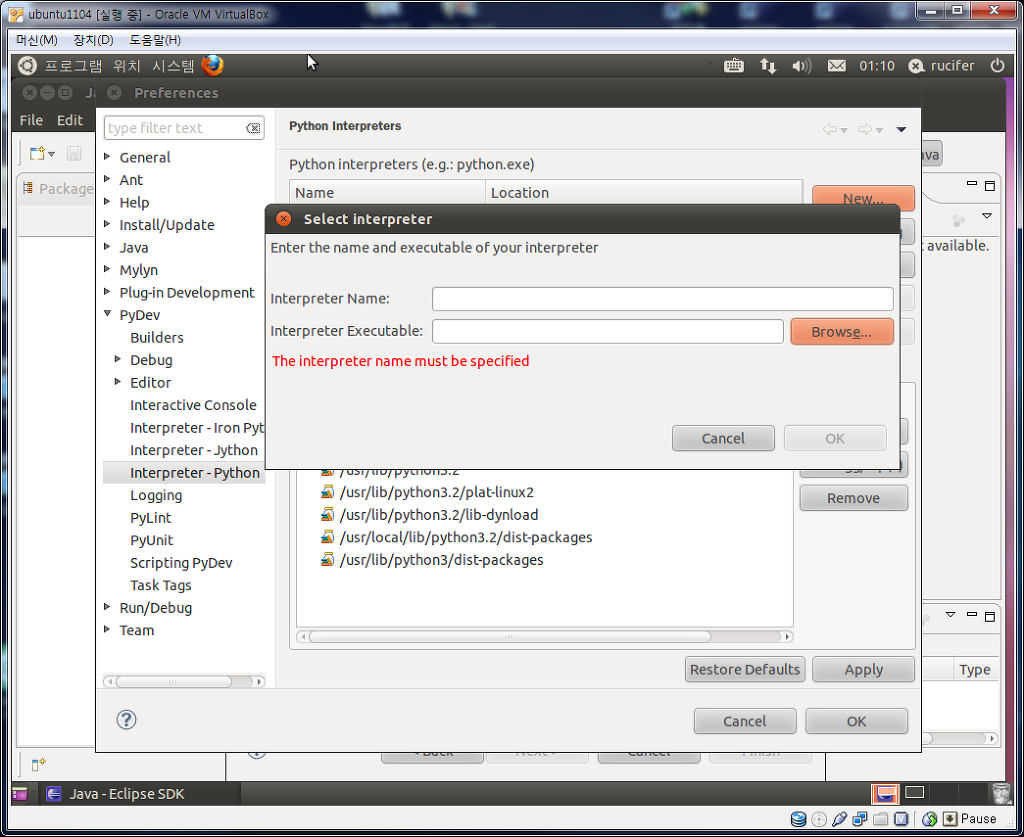 ubuntu1104 [실행 중] - Oracle VM VirtualBox
머신(M) 장치(D) 도움말(H)
프로그램 위치 시스템
01:10 rucifer
Preferences
File Edit
type filter text
Python Interpreters
Python interpreters (e.g.: python.exe)
Name Location
New...
Package
General
Ant
Help
Install/Update
Java
Mylyn
Plug-in Development
PyDev
Builders
Debug
Editor
Interactive Console
Interpreter - Iron Pyt
Interpreter - Jython
Interpreter - Python
Logging
PyLint
PyUnit
Scripting PyDev
Task Tags
Run/Debug
Team
Select interpreter
Enter the name and executable of your interpreter
Interpreter Name:
Interpreter Executable:
Browse...
The interpreter name must be specified
Cancel OK
available.
/usr/lib/python3.2
/usr/lib/python3.2/plat-linux2
/usr/lib/python3.2/lib-dynload
/usr/local/lib/python3.2/dist-packages
/usr/lib/python3/dist-packages
Remove
Restore Defaults Apply
Type
Cancel OK
Java - Eclipse SDK
Pause